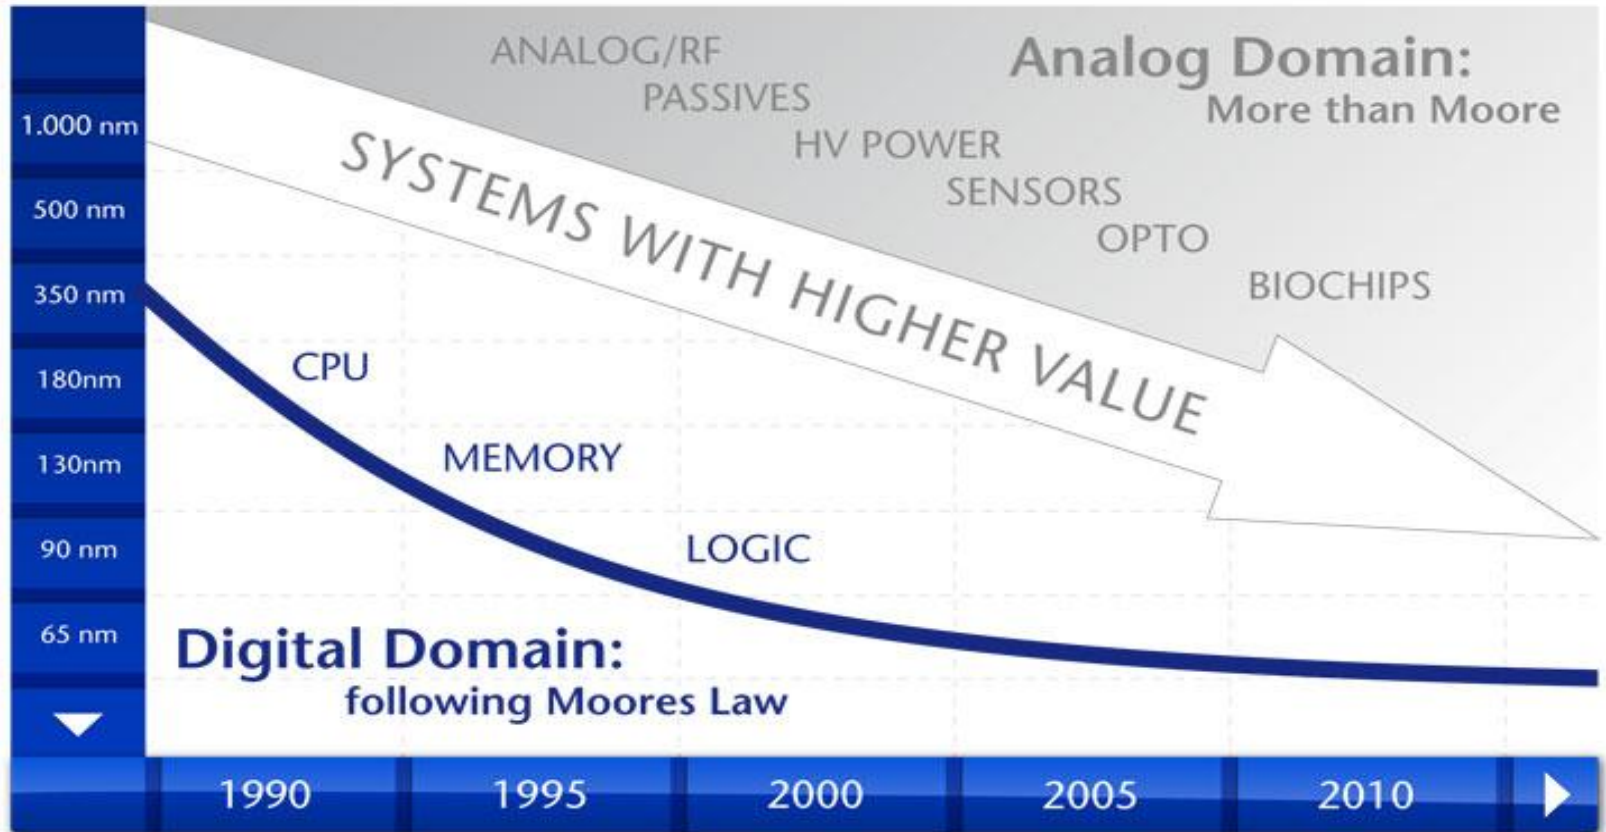 1.000 nm
500 nm
350 nm
180nm
130nm
90 nm
65 nm
ANALOG/RF
PASSIVES
HV POWER
SENSORS
OPTO
BIOCHIPS
Analog Domain:
More than Moore
SYSTEMS WITH HIGHER VALUE
CPU
MEMORY
LOGIC
Digital Domain:
following Moores Law
1990
1995
2000
2005
2010